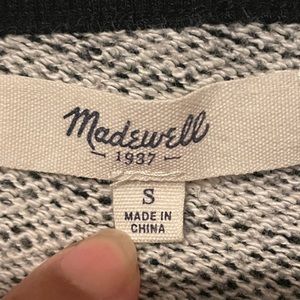 Madewell
– 1937 –
S
MADE IN
CHINA